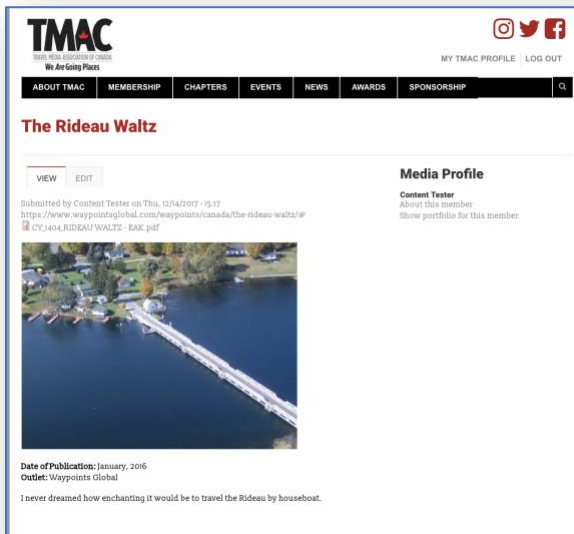 TMAC
TRAVEL MEDIA ASSOCIATION OF CANADA
We Are Going Places
MY TMAC PROFILE | LOG OUT
ABOUT TMAC MEMBERSHIP CHAPTERS EVENTS NEWS AWARDS SPONSORSHIP
The Rideau Waltz
VIEW EDIT
Submitted by Content Tester on Thu, 12/14/2017 - 15:17
https://www.waypointsglobal.com/waypoints/canada/the-rideau-waltz/#
CY_1404_RIDEAU WALTZ - EAK.pdf
Media Profile
Content Tester
About this member
Show portfolio for this member
Date of Publication: January, 2016
Outlet: Waypoints Global
I never dreamed how enchanting it would be to travel the Rideau by houseboat.